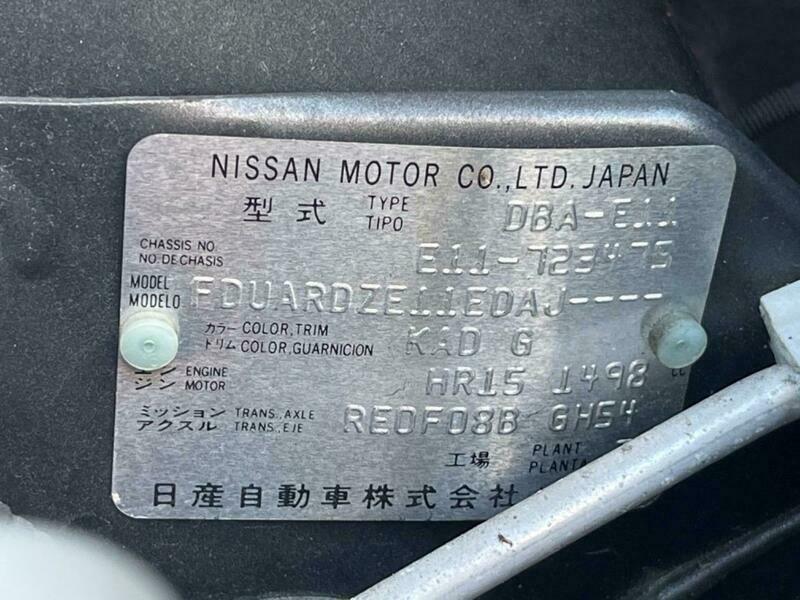 NISSAN MOTOR CO.,LTD. JAPAN
型式 TYPE TIPO DBA-E11
CHASSIS NO. NO. DE CHASIS E11-723475
MODEL MODELO FDUARDZE11EDAJ----
カラー COLOR,TRIM
トリム COLOR,GUARNICION KAD G
エン ENGINE
ジン MOTOR HR15 1498 cc
ミッション TRANS.,AXLE
アクスル TRANS.,EJE RE0F08B GH54
工場 PLANT PLANTA
日産自動車株式会社